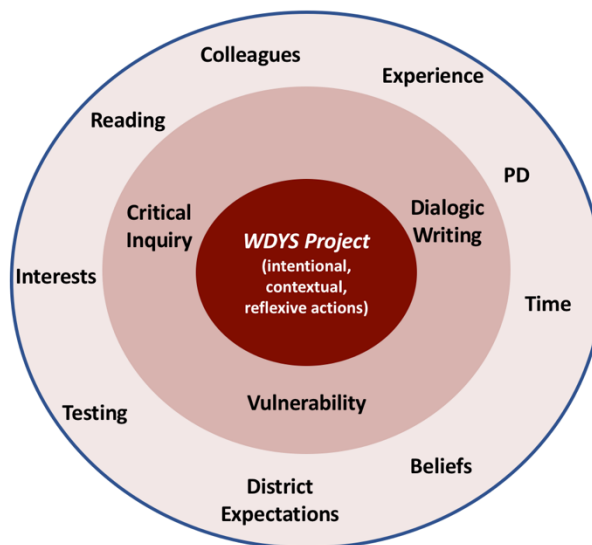 Colleagues
Experience
Reading
PD
Critical
Inquiry
Dialogic
Writing
WDYS Project
(intentional,
contextual,
reflexive actions)
Interests
Time
Testing
Vulnerability
Beliefs
District
Expectations